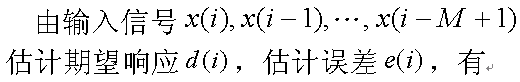 由输入信号 x(i), x(i−1), ⋯, x(i−M+1)
估计期望响应 d(i)，估计误差 e(i)，有